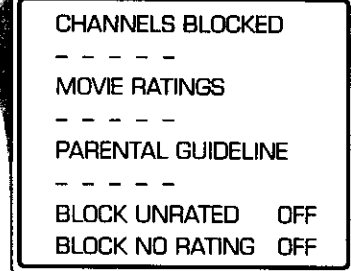 CHANNELS BLOCKED
– – – – –
MOVIE RATINGS
– – – – –
PARENTAL GUIDELINE
– – – – –
BLOCK UNRATED OFF
BLOCK NO RATING OFF